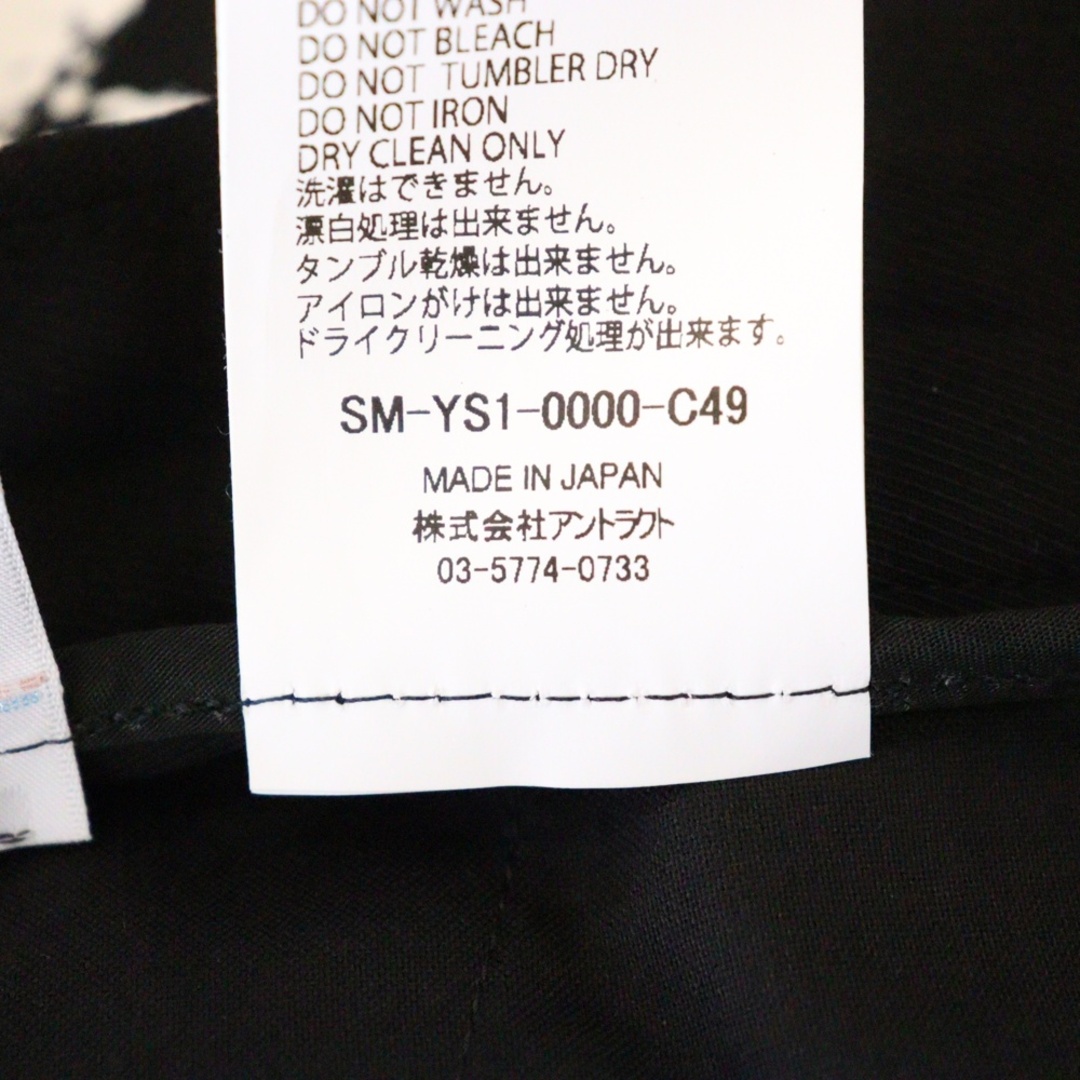 DO NOT WASH
DO NOT BLEACH
DO NOT TUMBLER DRY
DO NOT IRON
DRY CLEAN ONLY
洗濯はできません。
漂白処理は出来ません。
タンブル乾燥は出来ません。
アイロンがけは出来ません。
ドライクリーニング処理が出来ます。
SM-YS1-0000-C49
MADE IN JAPAN
株式会社アントラクト
03-5774-0733